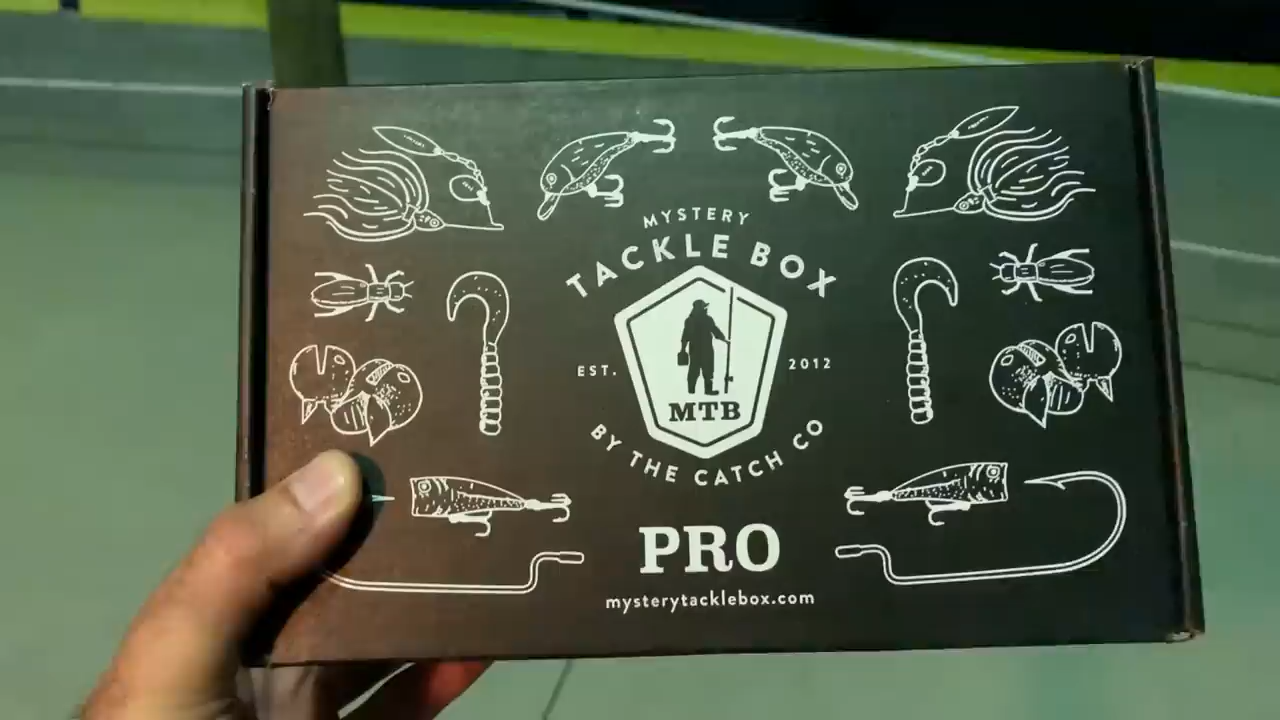 MYSTERY
TACKLE BOX
EST. 2012
MTB
BY THE CATCH CO
PRO
mysterytacklebox.com